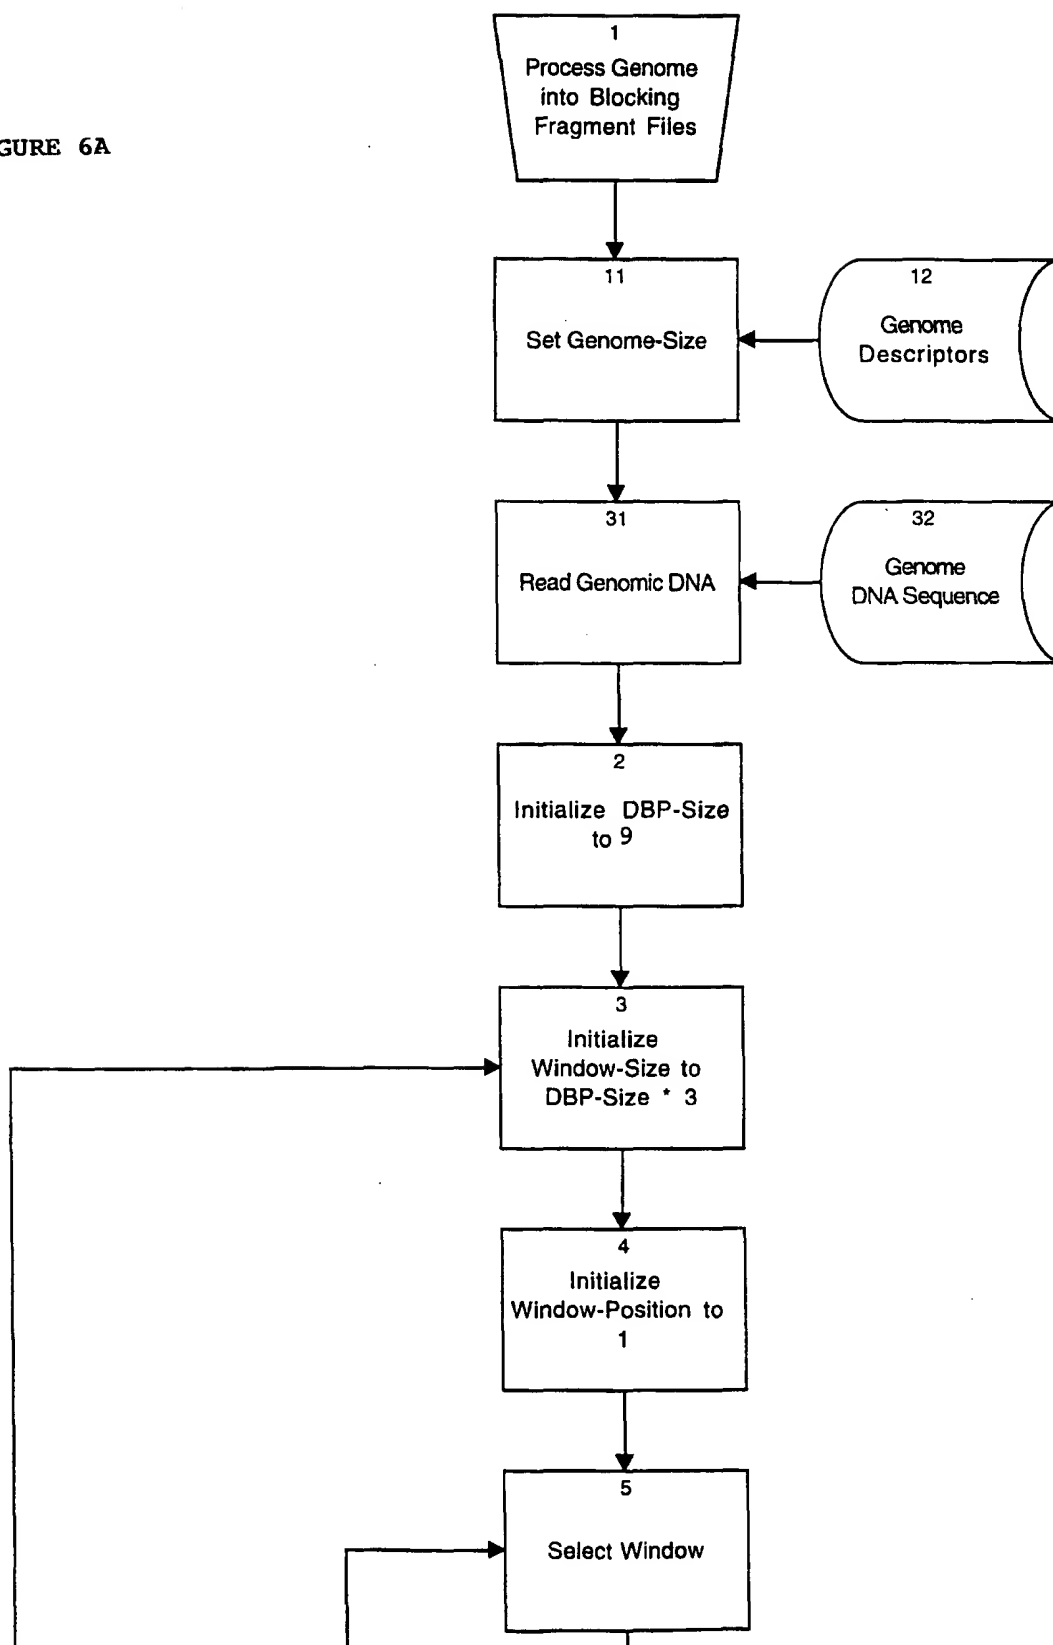 GURE 6A
1
Process Genome
into Blocking
Fragment Files
11
Set Genome-Size
12
Genome
Descriptors
31
Read Genomic DNA
32
Genome
DNA Sequence
2
Initialize DBP-Size
to 9
3
Initialize
Window-Size to
DBP-Size * 3
4
Initialize
Window-Position to
1
5
Select Window